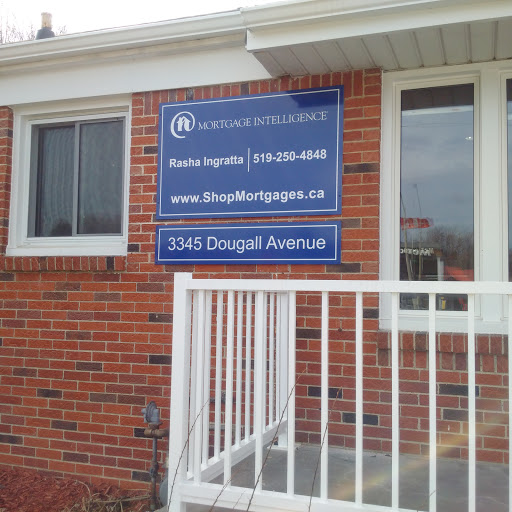 MORTGAGE INTELLIGENCE
Rasha Ingratta | 519-250-4848
www.ShopMortgages.ca
3345 Dougall Avenue